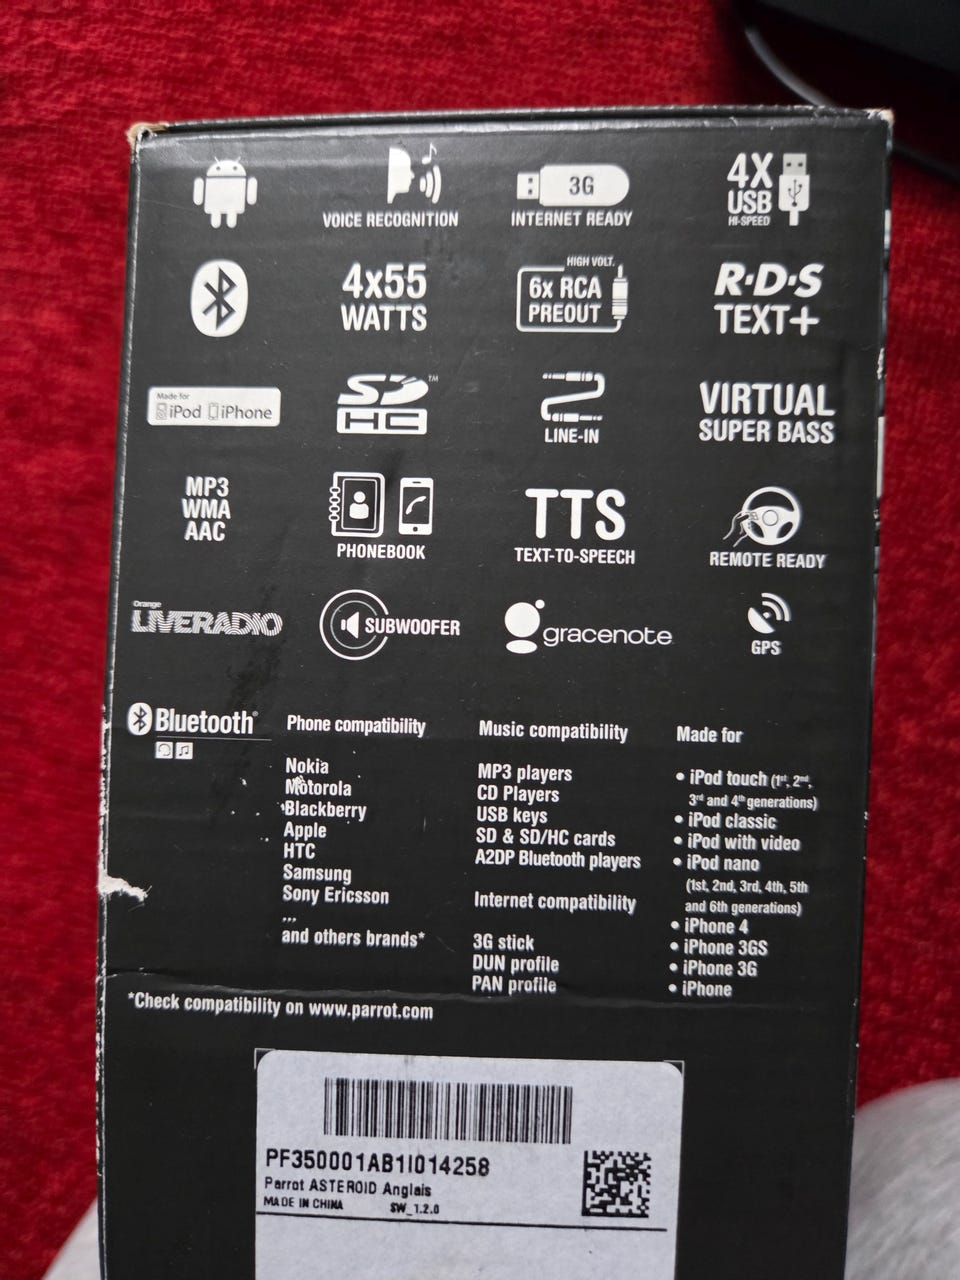 VOICE RECOGNITION
3G
INTERNET READY
4X
USB
HI-SPEED
4x55
WATTS
HIGH VOLT.
6x RCA
PREOUT
R·D·S
TEXT+
Made for
iPod iPhone
SD™
HC
LINE-IN
VIRTUAL
SUPER BASS
MP3
WMA
AAC
PHONEBOOK
TTS
TEXT-TO-SPEECH
REMOTE READY
Orange
LIVERADIO
SUBWOOFER
gracenote
GPS
Bluetooth®
Phone compatibility
Nokia
Motorola
Blackberry
Apple
HTC
Samsung
Sony Ericsson
...
and others brands*
Music compatibility
MP3 players
CD Players
USB keys
SD & SD/HC cards
A2DP Bluetooth players
Internet compatibility
3G stick
DUN profile
PAN profile
Made for
• iPod touch (1st, 2nd,
3rd and 4th generations)
• iPod classic
• iPod with video
• iPod nano
(1st, 2nd, 3rd, 4th, 5th
and 6th generations)
• iPhone 4
• iPhone 3GS
• iPhone 3G
• iPhone
*Check compatibility on www.parrot.com
PF350001AB1I014258
Parrot ASTEROID Anglais
MADE IN CHINA SW_1.2.0